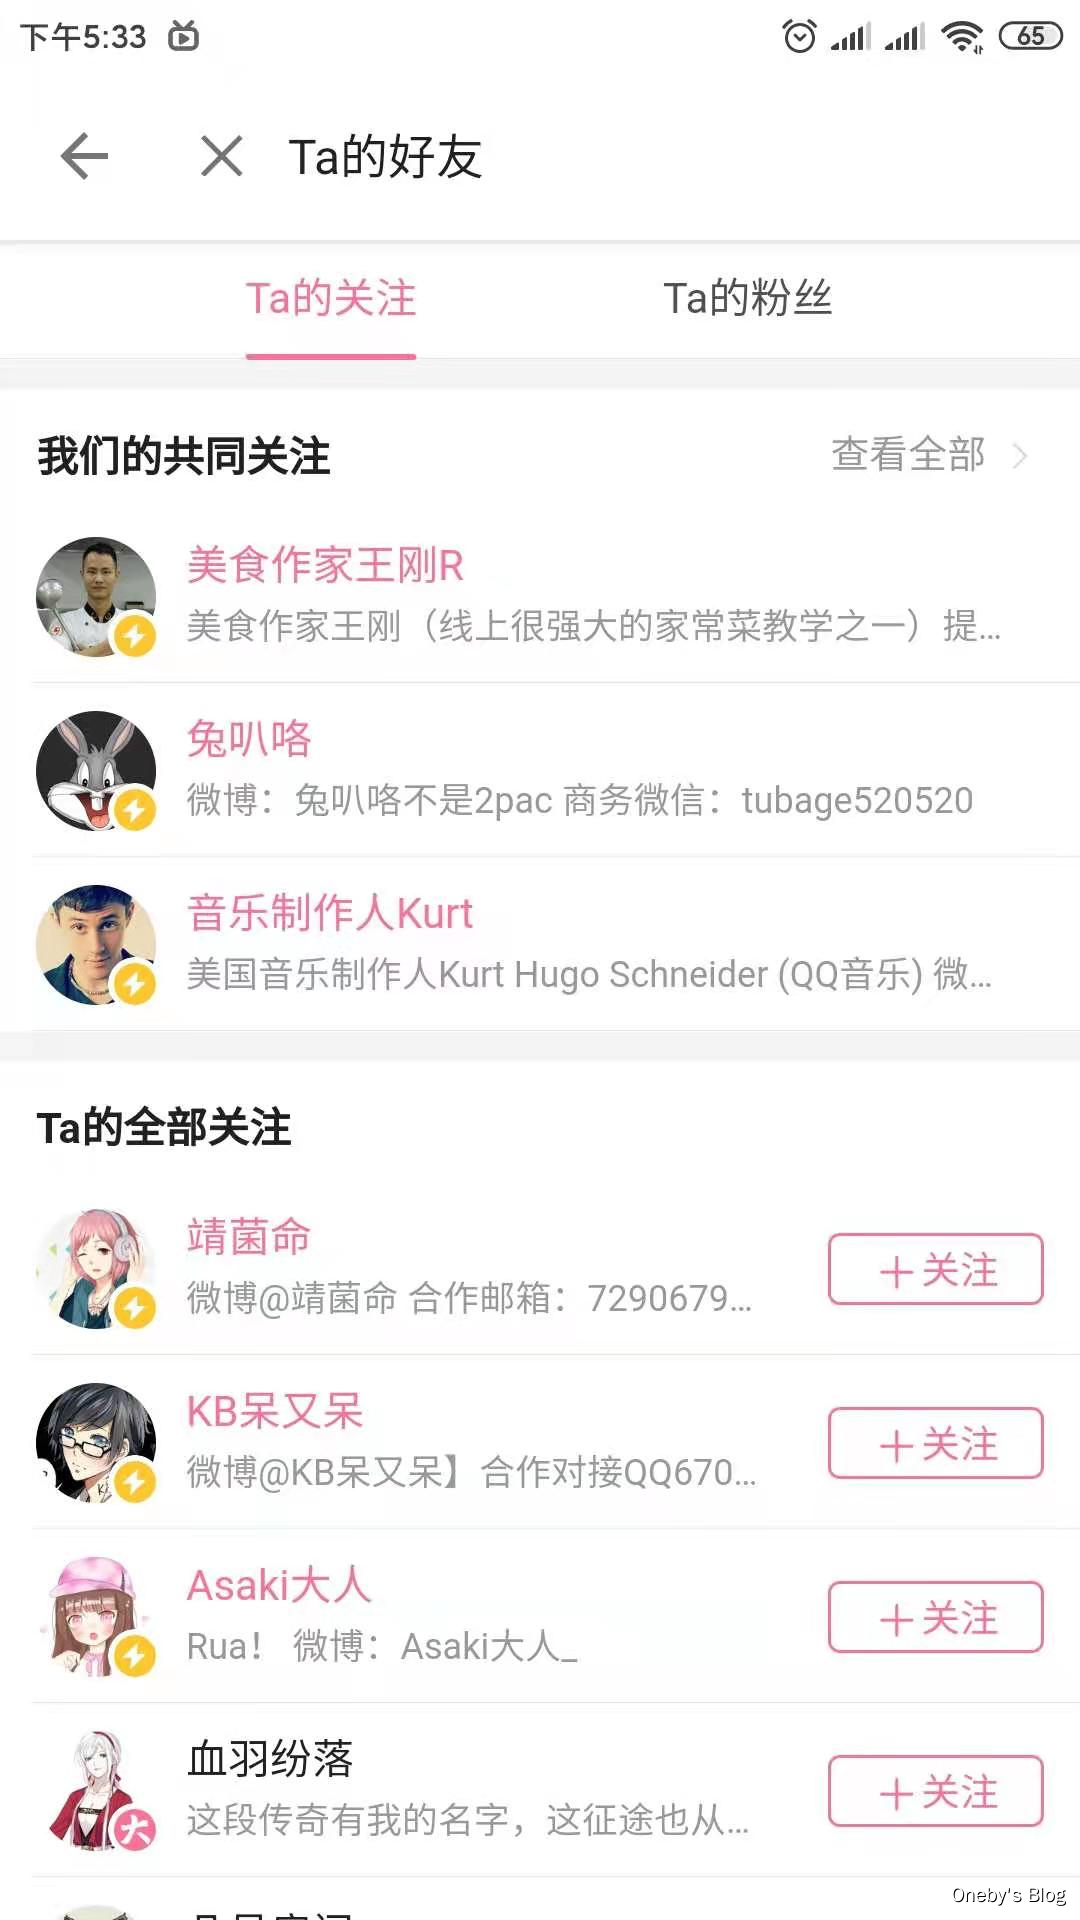 下午5:33
65
Ta的好友
Ta的关注
Ta的粉丝
我们的共同关注
查看全部
美食作家王刚R
美食作家王刚（线上很强大的家常菜教学之一）提...
兔叭咯
微博：兔叭咯不是2pac 商务微信：tubage520520
音乐制作人Kurt
美国音乐制作人Kurt Hugo Schneider (QQ音乐) 微...
Ta的全部关注
靖菌命
微博@靖菌命 合作邮箱：7290679...
＋关注
KB呆又呆
微博@KB呆又呆】合作对接QQ670...
＋关注
Asaki大人
Rua！ 微博：Asaki大人_
＋关注
血羽纷落
这段传奇有我的名字，这征途也从...
大
＋关注
Oneby's Blog